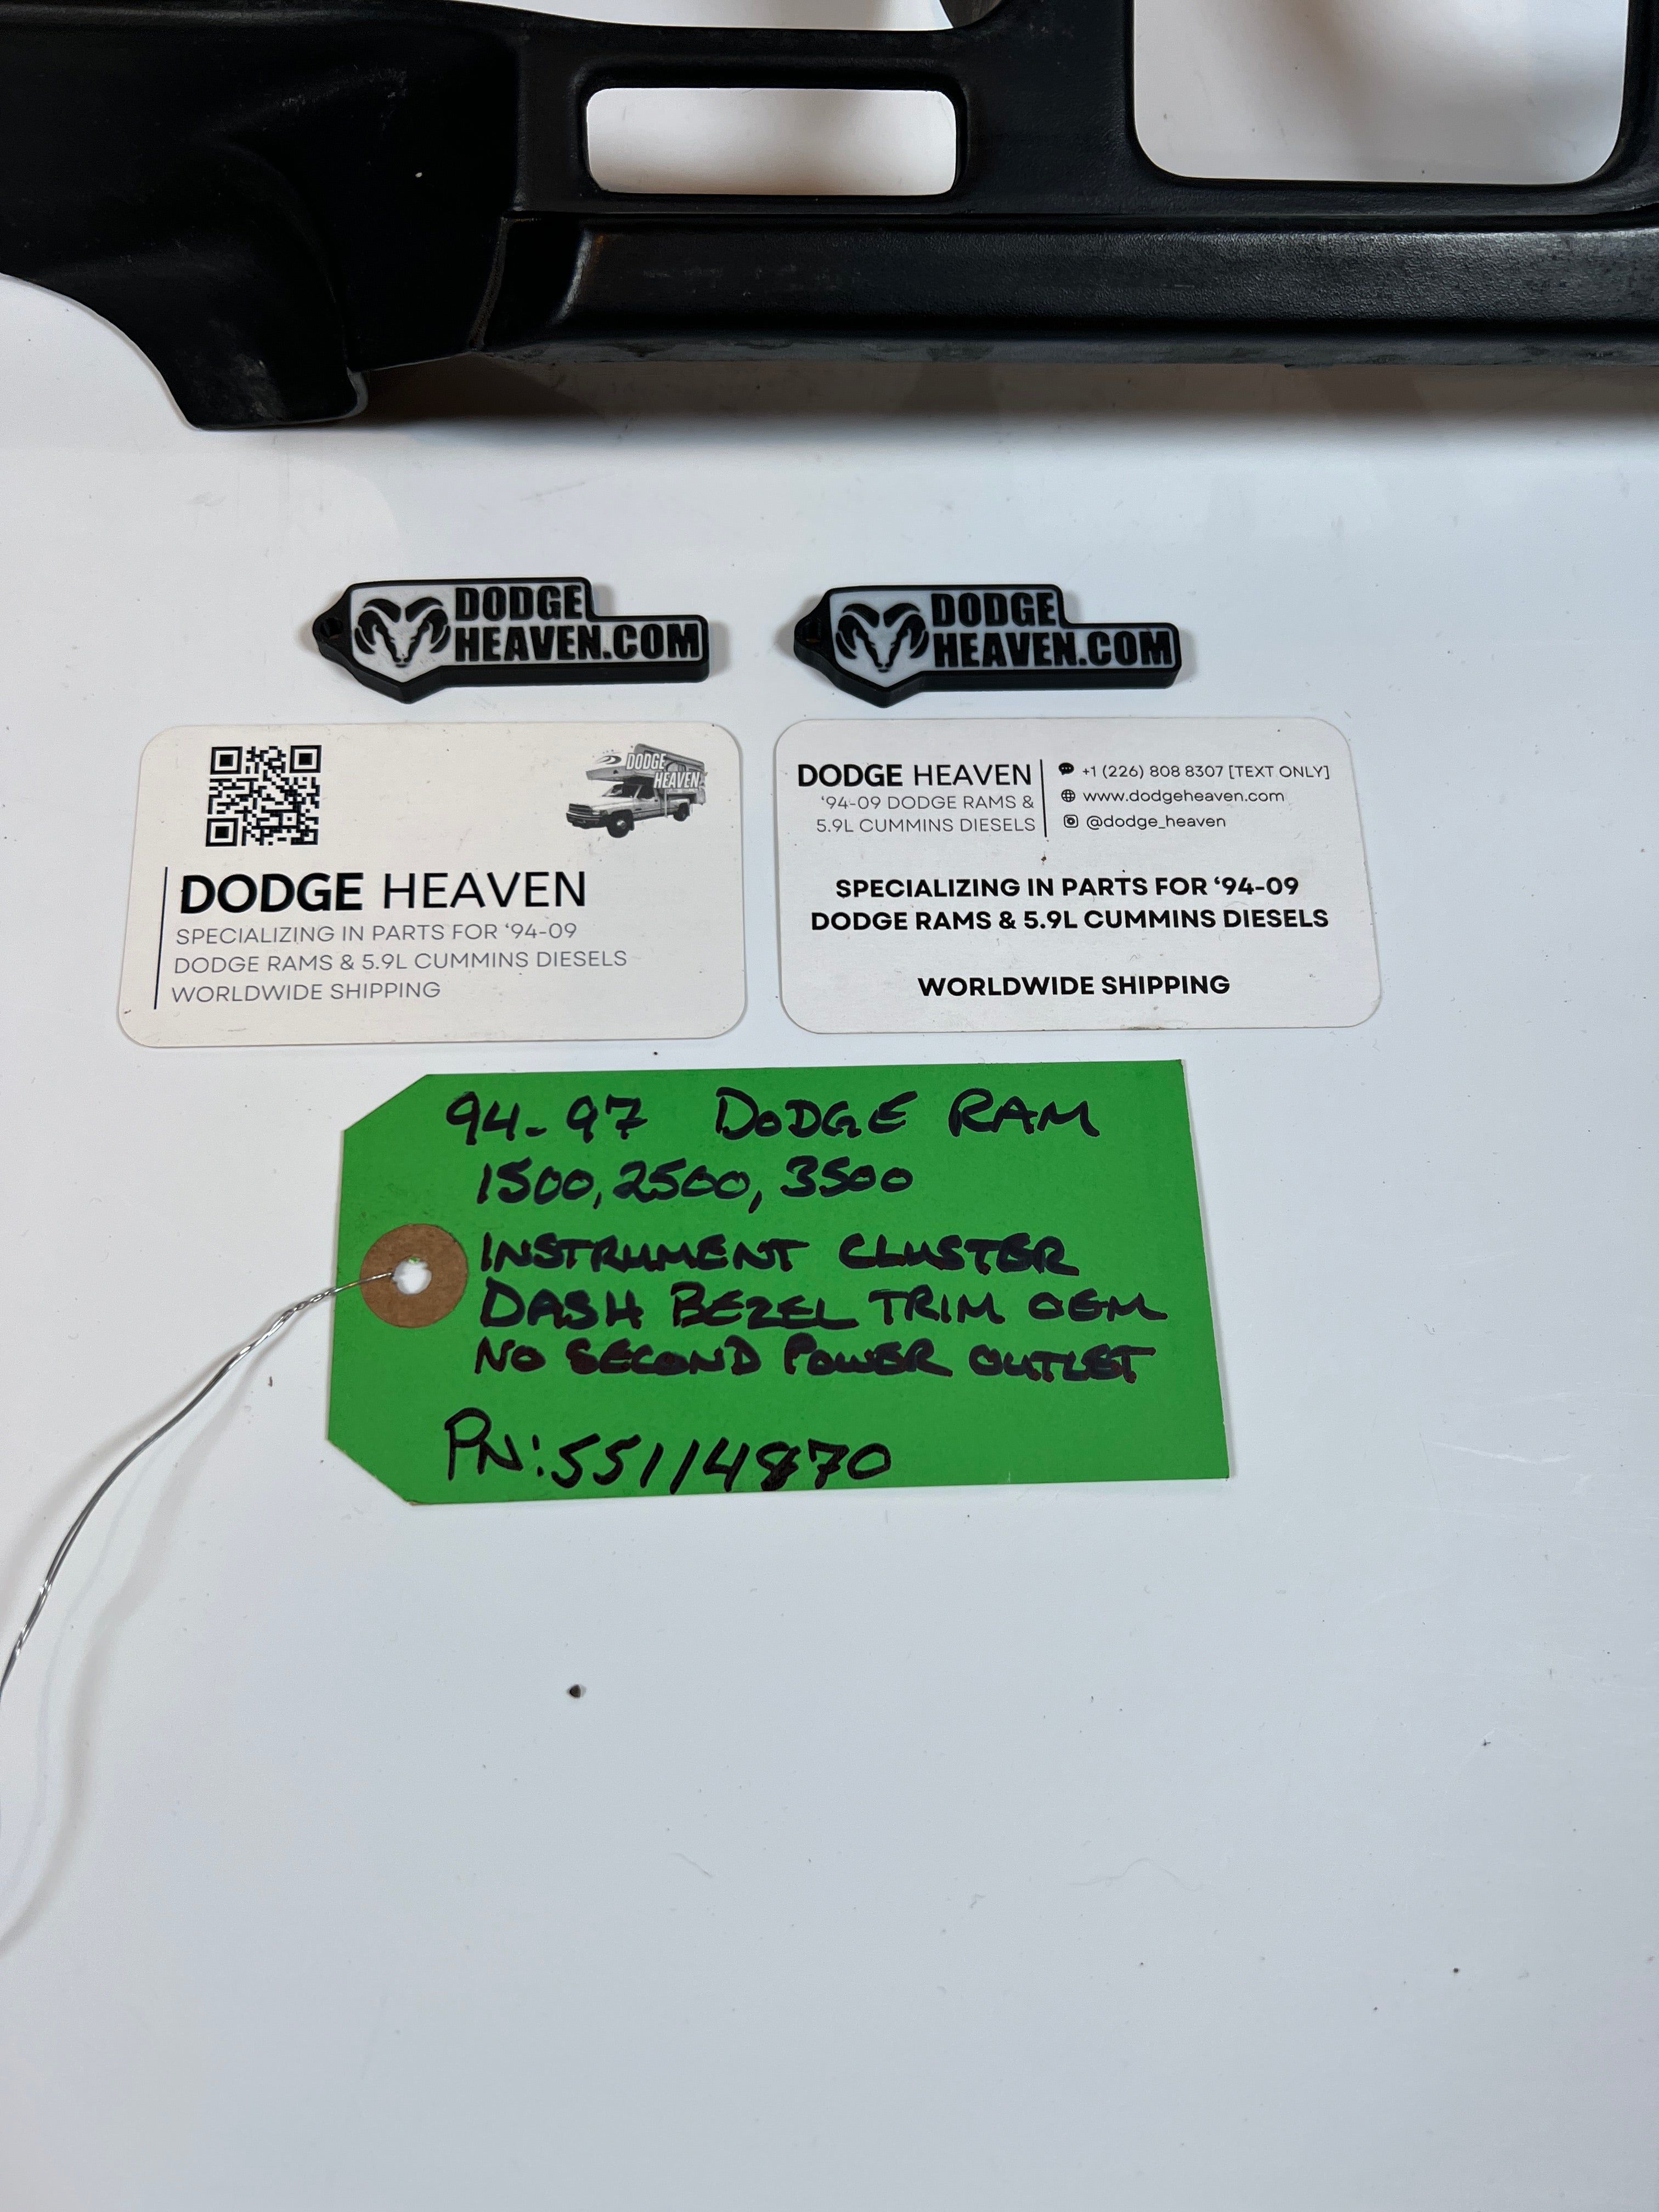 DODGE
HEAVEN.COM
DODGE
HEAVEN.COM
DODGE
HEAVEN
DODGE HEAVEN
SPECIALIZING IN PARTS FOR ‘94-09
DODGE RAMS & 5.9L CUMMINS DIESELS
WORLDWIDE SHIPPING
DODGE HEAVEN
‘94-09 DODGE RAMS &
5.9L CUMMINS DIESELS
+1 (226) 808 8307 [TEXT ONLY]
www.dodgeheaven.com
@dodge_heaven
SPECIALIZING IN PARTS FOR ‘94-09
DODGE RAMS & 5.9L CUMMINS DIESELS
WORLDWIDE SHIPPING
94-97 DODGE RAM
1500, 2500, 3500
INSTRUMENT CLUSTER
DASH BEZEL TRIM OEM
NO SECOND POWER OUTLET
PN: 55114870